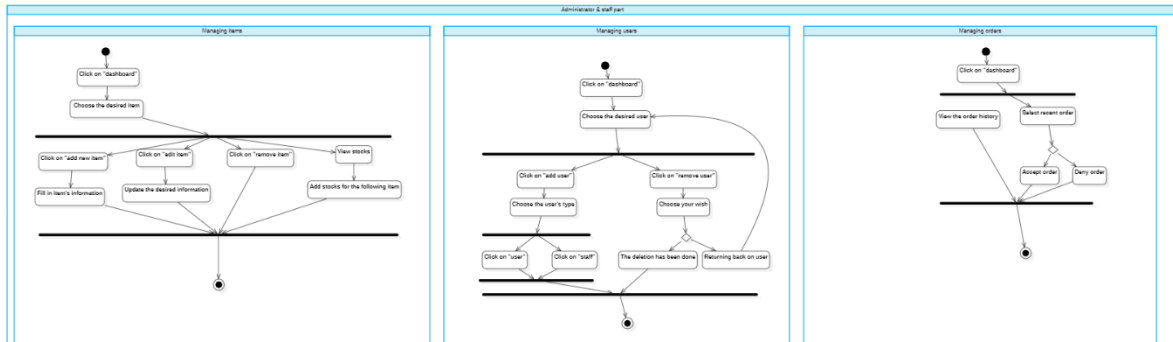 Administrator & staff part
Managing items
Click on "dashboard"
Choose the desired item
Click on "add new item"
Click on "edit item"
Click on "remove item"
View stocks
Fill in item's information
Update the desired information
Add stocks for the following item
Managing users
Click on "dashboard"
Choose the desired user
Click on "add user"
Click on "remove user"
Choose the user's type
Choose your wish
Click on "user"
Click on "staff"
The deletion has been done
Returning back on user
Managing orders
Click on "dashboard"
View the order history
Select recent order
Accept order
Deny order